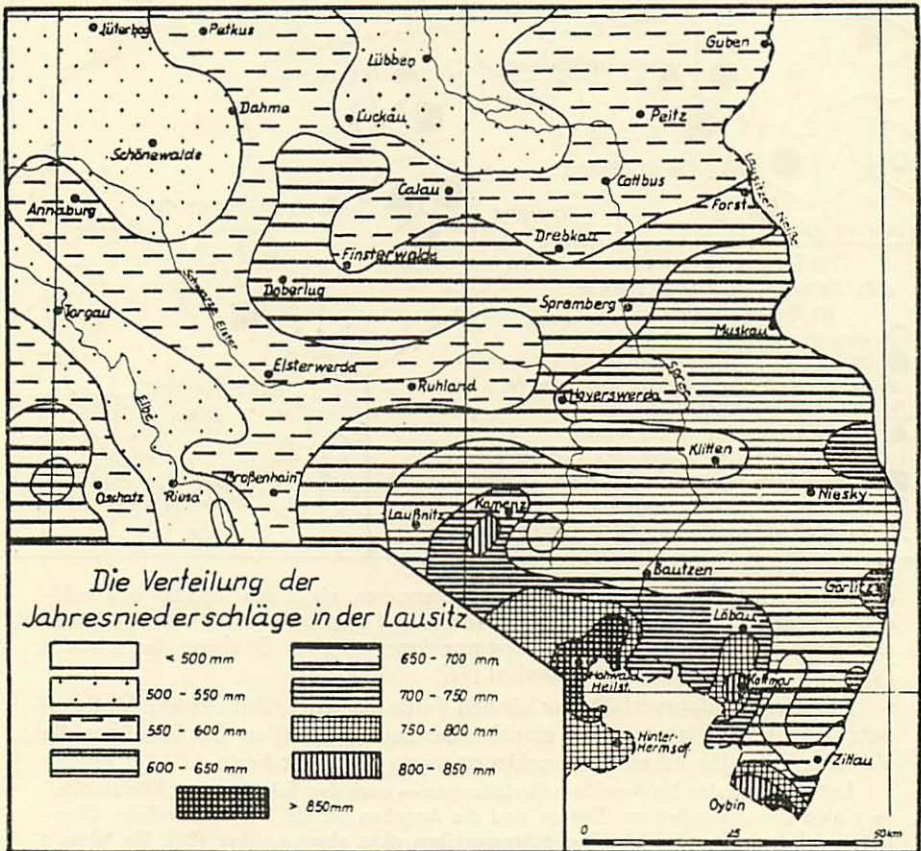 Jüterbog
Petkus
Lübben
Guben
Dahme
Luckau
Peitz
Schönewalde
Lausitzer Neiße
Calau
Cottbus
Annaburg
Forst
Drebkau
Finsterwalde
Doberlug
Schwarze Elster
Torgau
Spremberg
Muskau
Elsterwerda
Spree
Ruhland
Hoyerswerda
Elbe
Klitten
Oschatz
Riesa
Großenhain
Niesky
Kamenz
Laußnitz
Bautzen
Görlitz
Löbau
Kottmar
Hohwald
Heilst.
Hinter-
Hermsdf.
Zittau
Oybin
Die Verteilung der
Jahresniederschläge in der Lausitz
< 500 mm
500 - 550 mm
550 - 600 mm
600 - 650 mm
650 - 700 mm
700 - 750 mm
750 - 800 mm
800 - 850 mm
> 850 mm
0 25 50 km